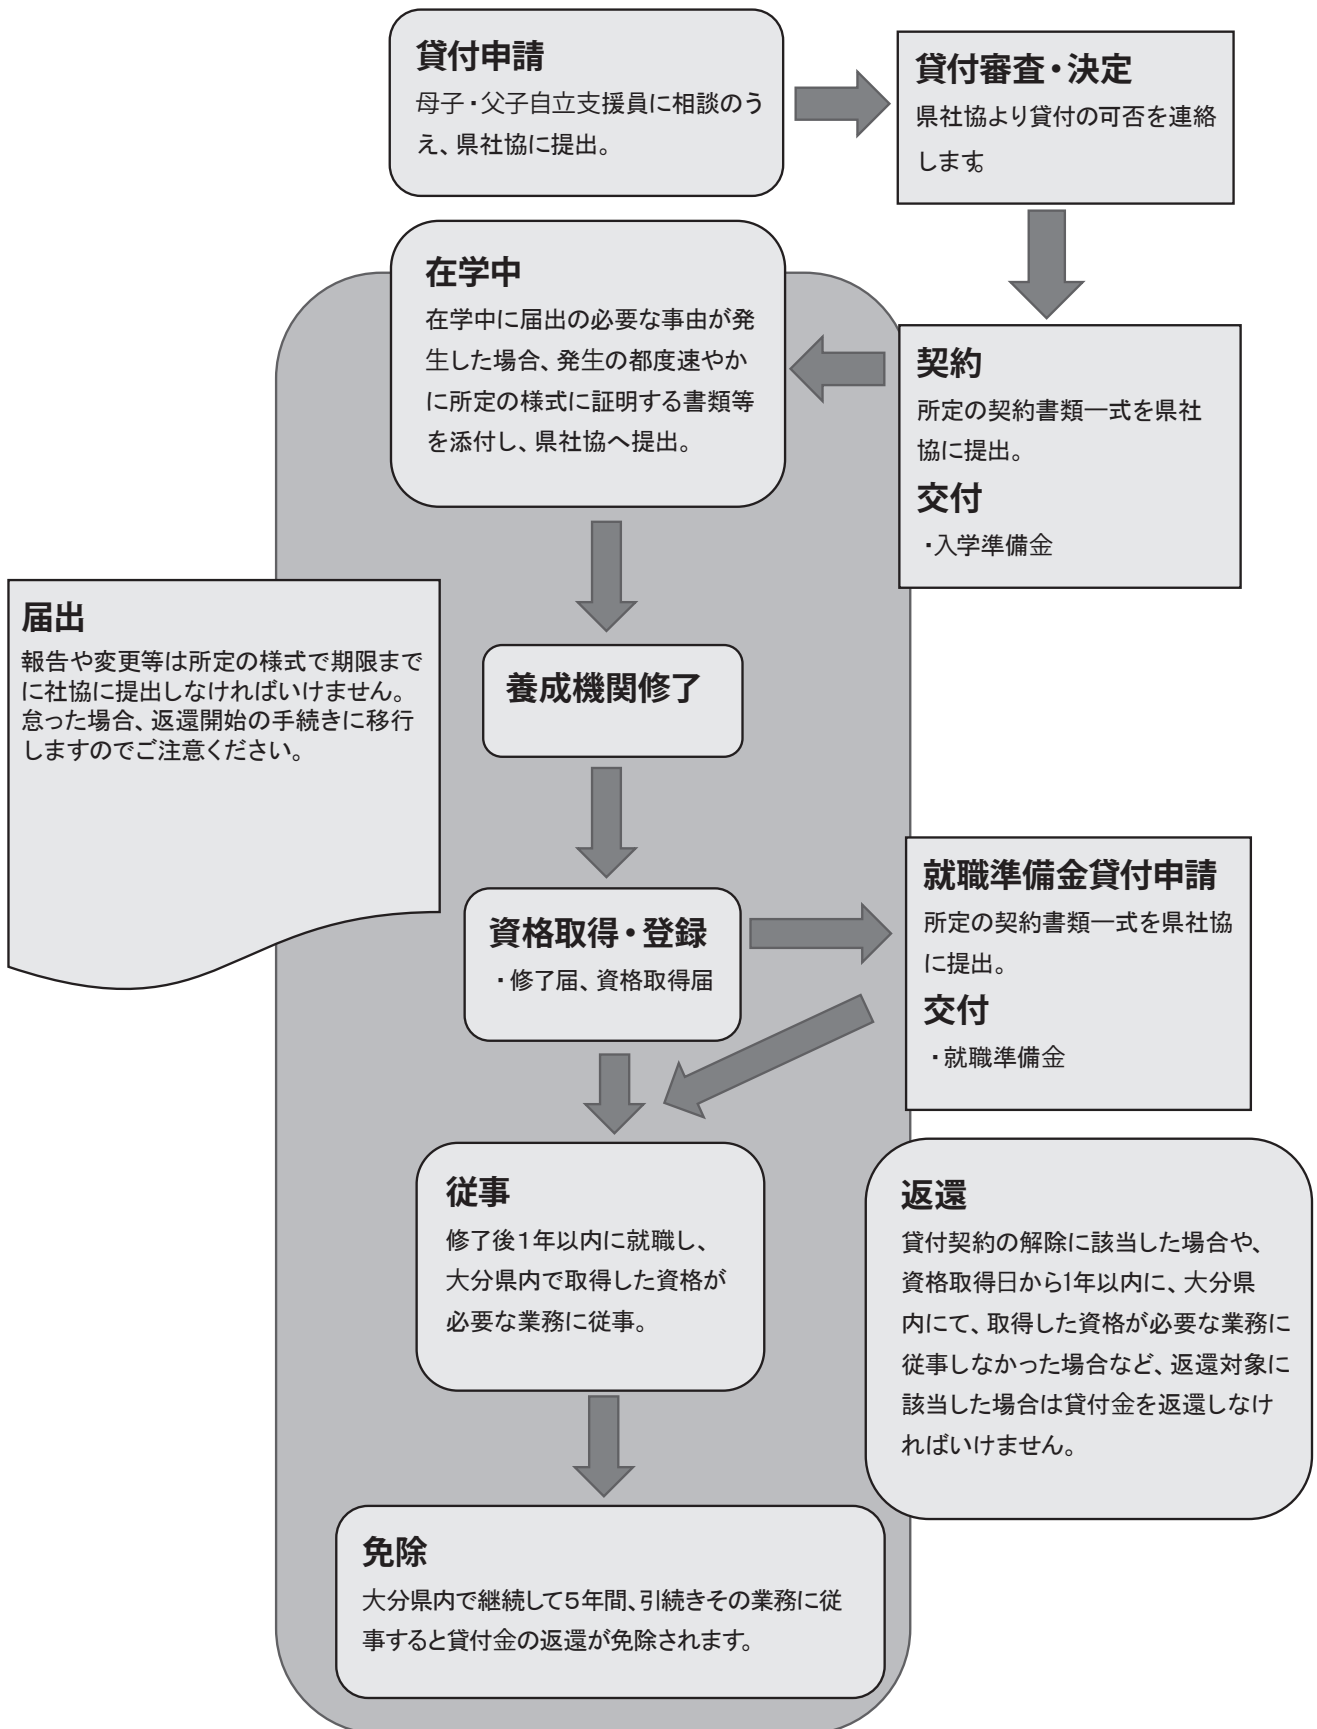 貸付申請
母子・父子自立支援員に相談のう
え、県社協に提出。
貸付審査・決定
県社協より貸付の可否を連絡
します。
契約
所定の契約書類一式を県社
協に提出。
交付
・入学準備金
在学中
在学中に届出の必要な事由が発
生した場合、発生の都度速やか
に所定の様式に証明する書類等
を添付し、県社協へ提出。
届出
報告や変更等は所定の様式で期限まで
に社協に提出しなければいけません。
怠った場合、返還開始の手続きに移行
しますのでご注意ください。
養成機関修了
資格取得・登録
・修了届、資格取得届
就職準備金貸付申請
所定の契約書類一式を県社協
に提出。
交付
・就職準備金
従事
修了後1年以内に就職し、
大分県内で取得した資格が
必要な業務に従事。
返還
貸付契約の解除に該当した場合や、
資格取得日から1年以内に、大分県
内にて、取得した資格が必要な業務に
従事しなかった場合など、返還対象に
該当した場合は貸付金を返還しなけ
ればいけません。
免除
大分県内で継続して5年間、引続きその業務に従
事すると貸付金の返還が免除されます。